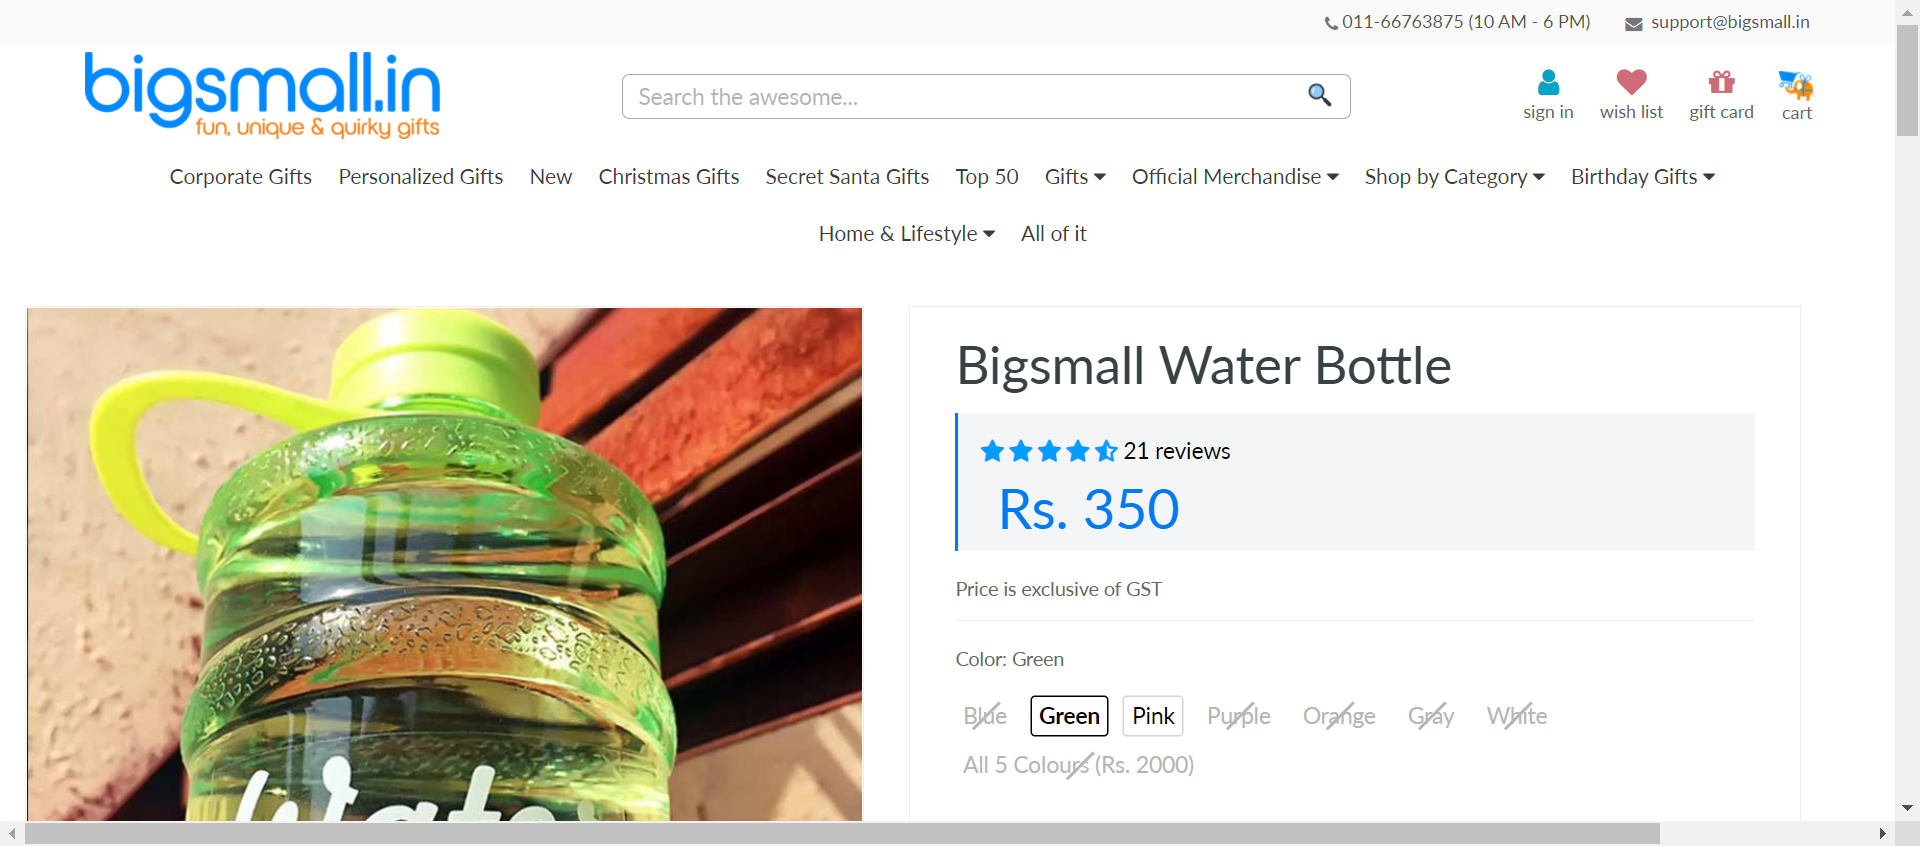 011-66763875 (10 AM - 6 PM) support@bigsmall.in
bigsmall.in
fun, unique & quirky gifts
Search the awesome...
sign in wish list gift card cart
Corporate Gifts Personalized Gifts New Christmas Gifts Secret Santa Gifts Top 50 Gifts Official Merchandise Shop by Category Birthday Gifts
Home & Lifestyle All of it
Bigsmall Water Bottle
21 reviews
Rs. 350
Price is exclusive of GST
Color: Green
Blue Green Pink Purple Orange Gray White
All 5 Colours (Rs. 2000)
Water